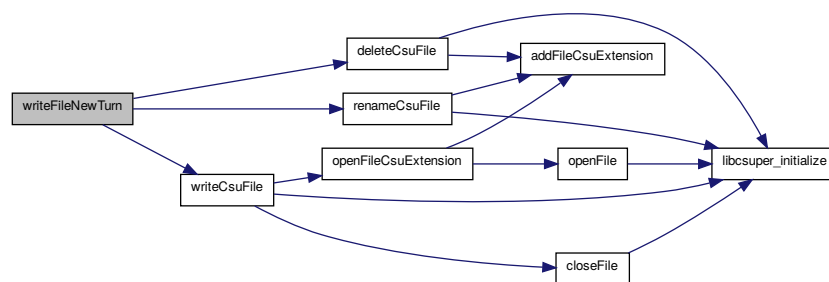 deleteCsuFile
addFileCsuExtension
writeFileNewTurn
renameCsuFile
openFileCsuExtension
openFile
libcsuper_initialize
writeCsuFile
closeFile